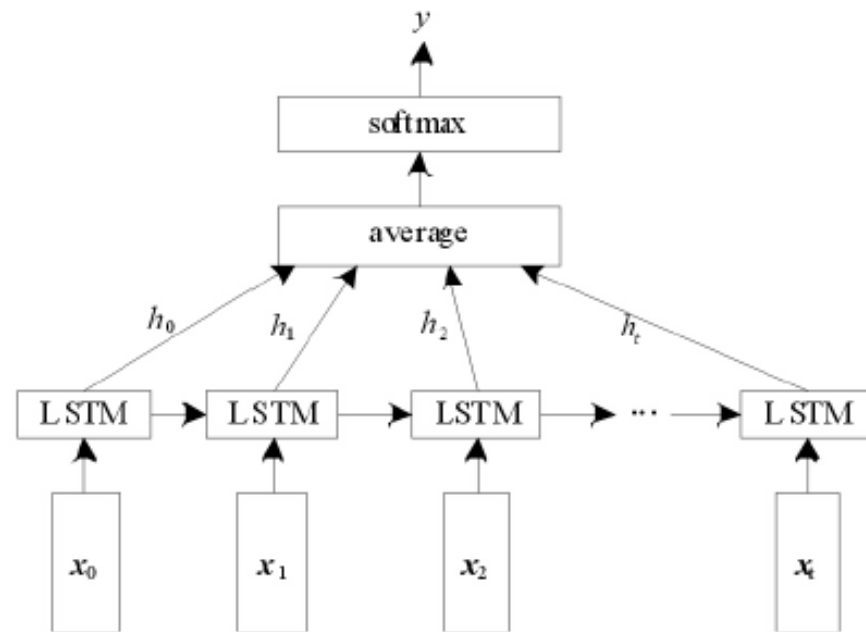 y
softmax
average
h₀ h₁ h₂ hₜ
LSTM LSTM LSTM ... LSTM
x₀ x₁ x₂ xₜ